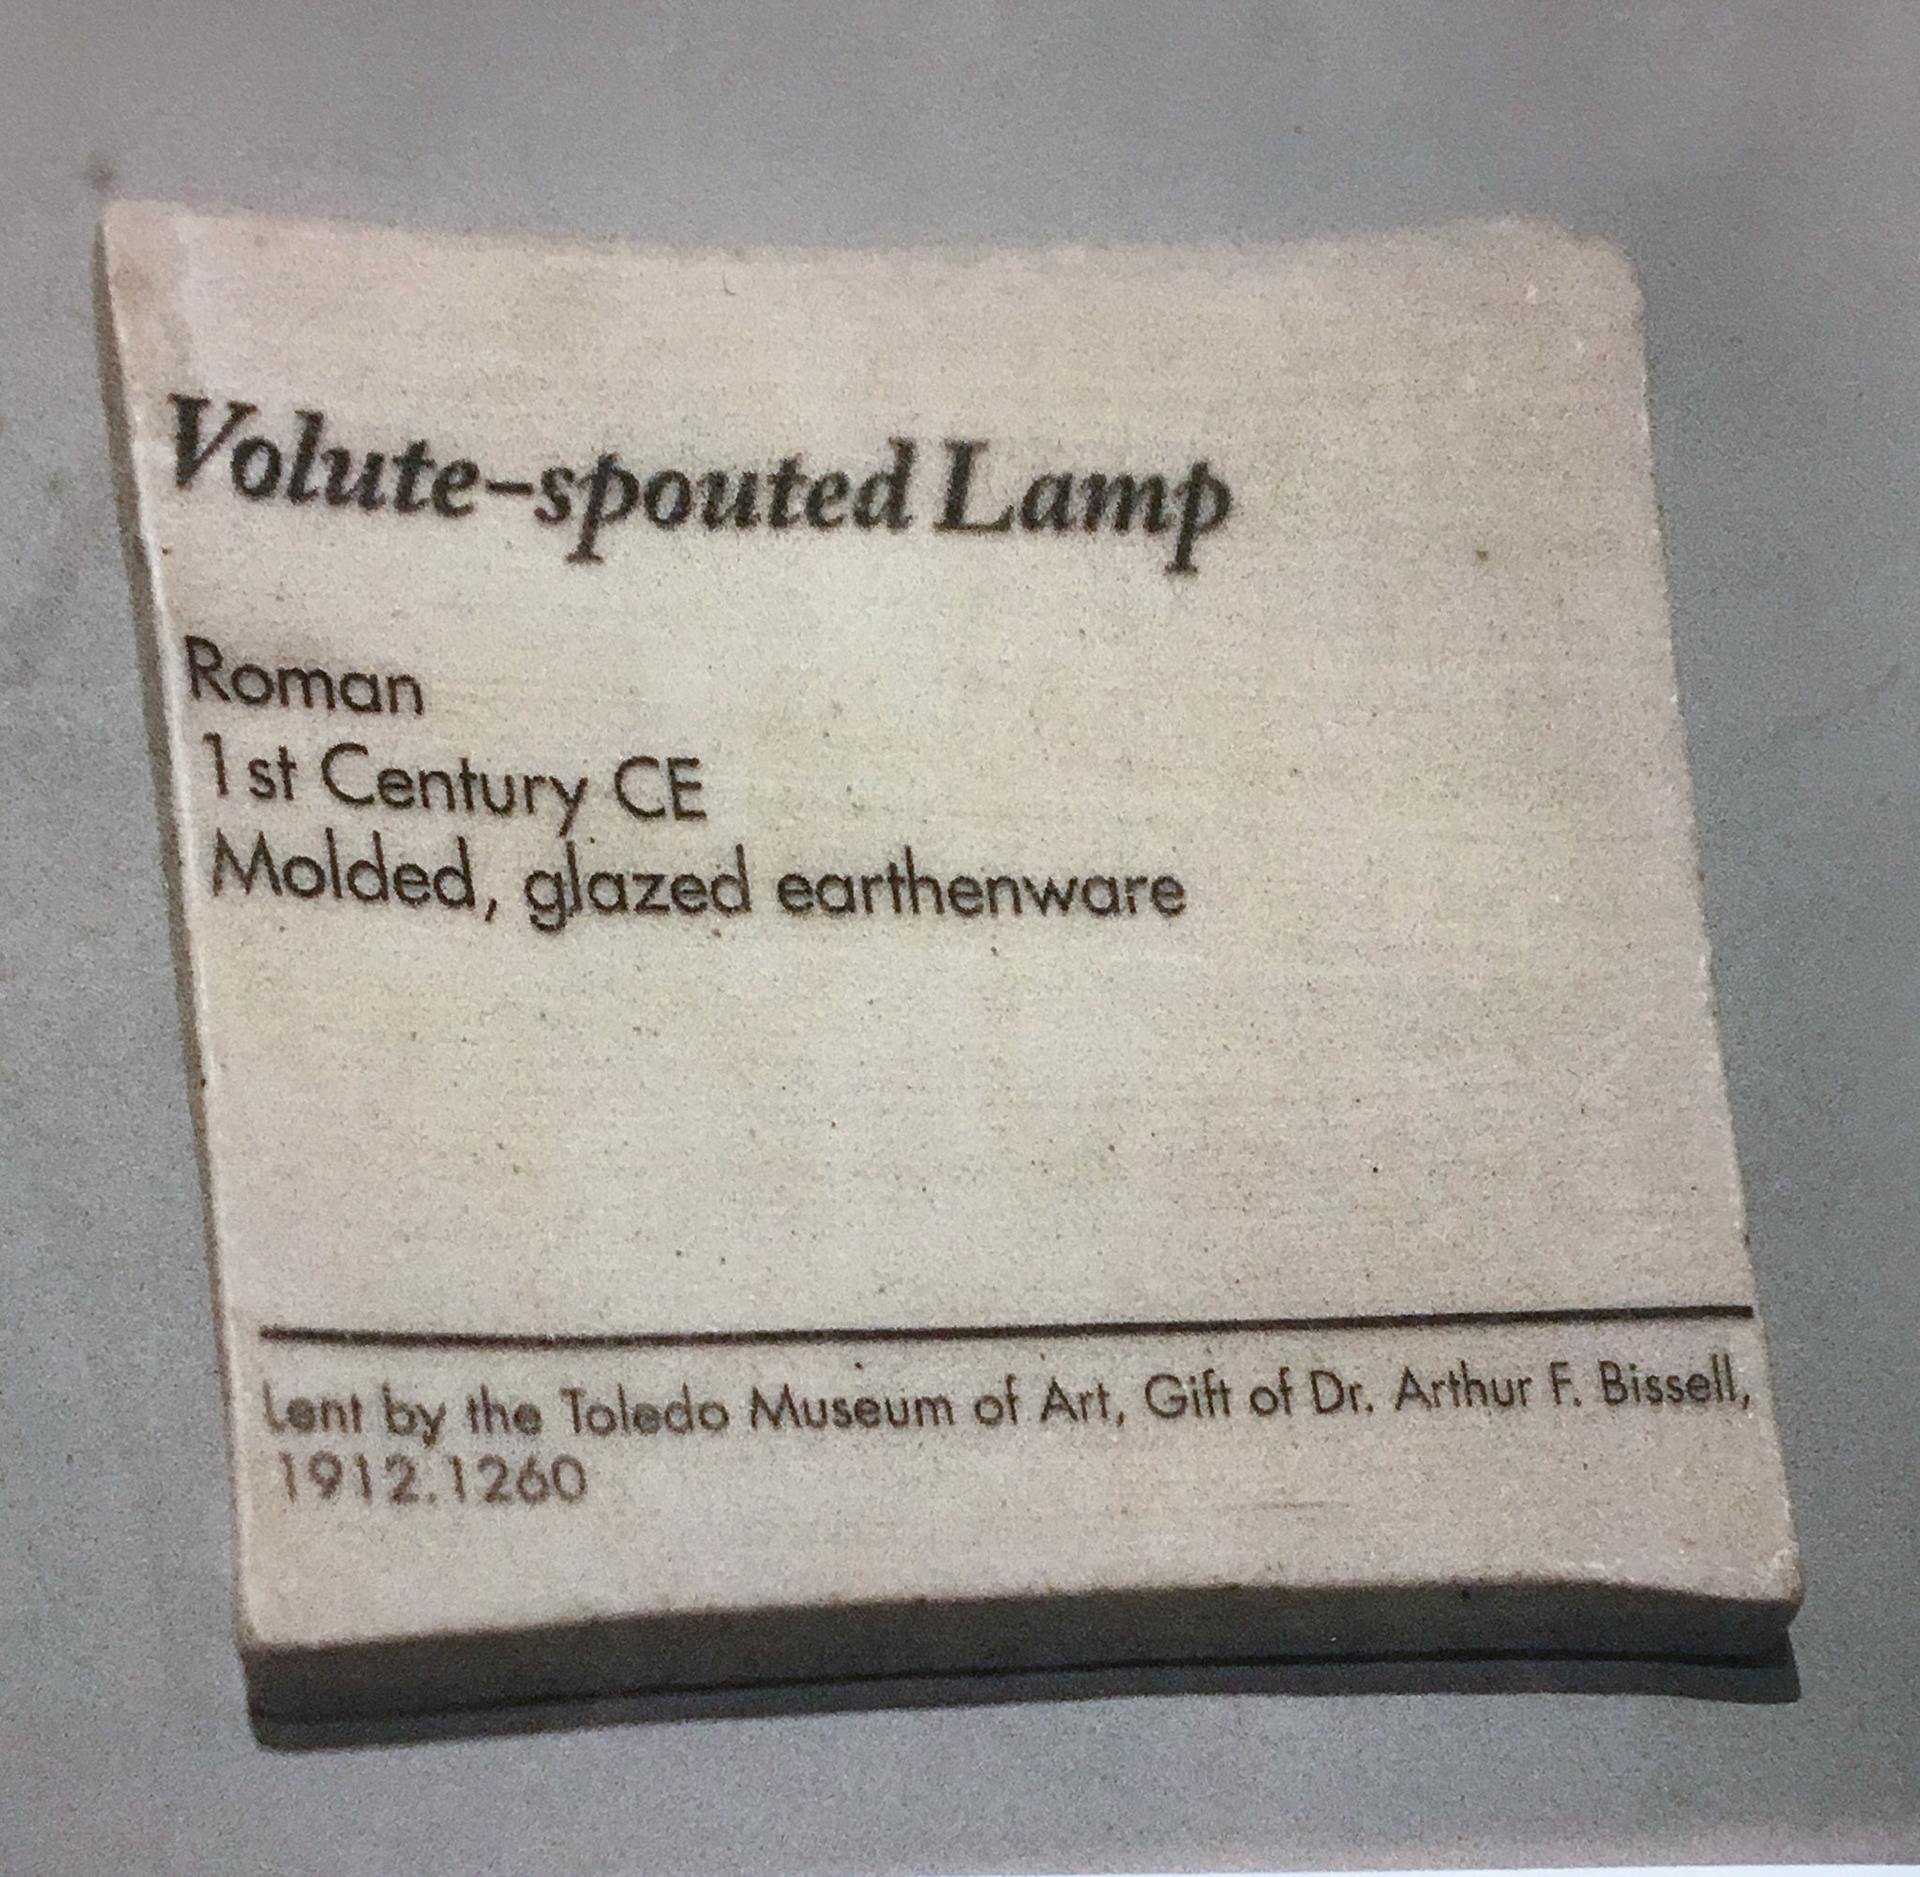 Volute-spouted Lamp
Roman
1st Century CE
Molded, glazed earthenware
Lent by the Toledo Museum of Art, Gift of Dr. Arthur F. Bissell,
1912.1260